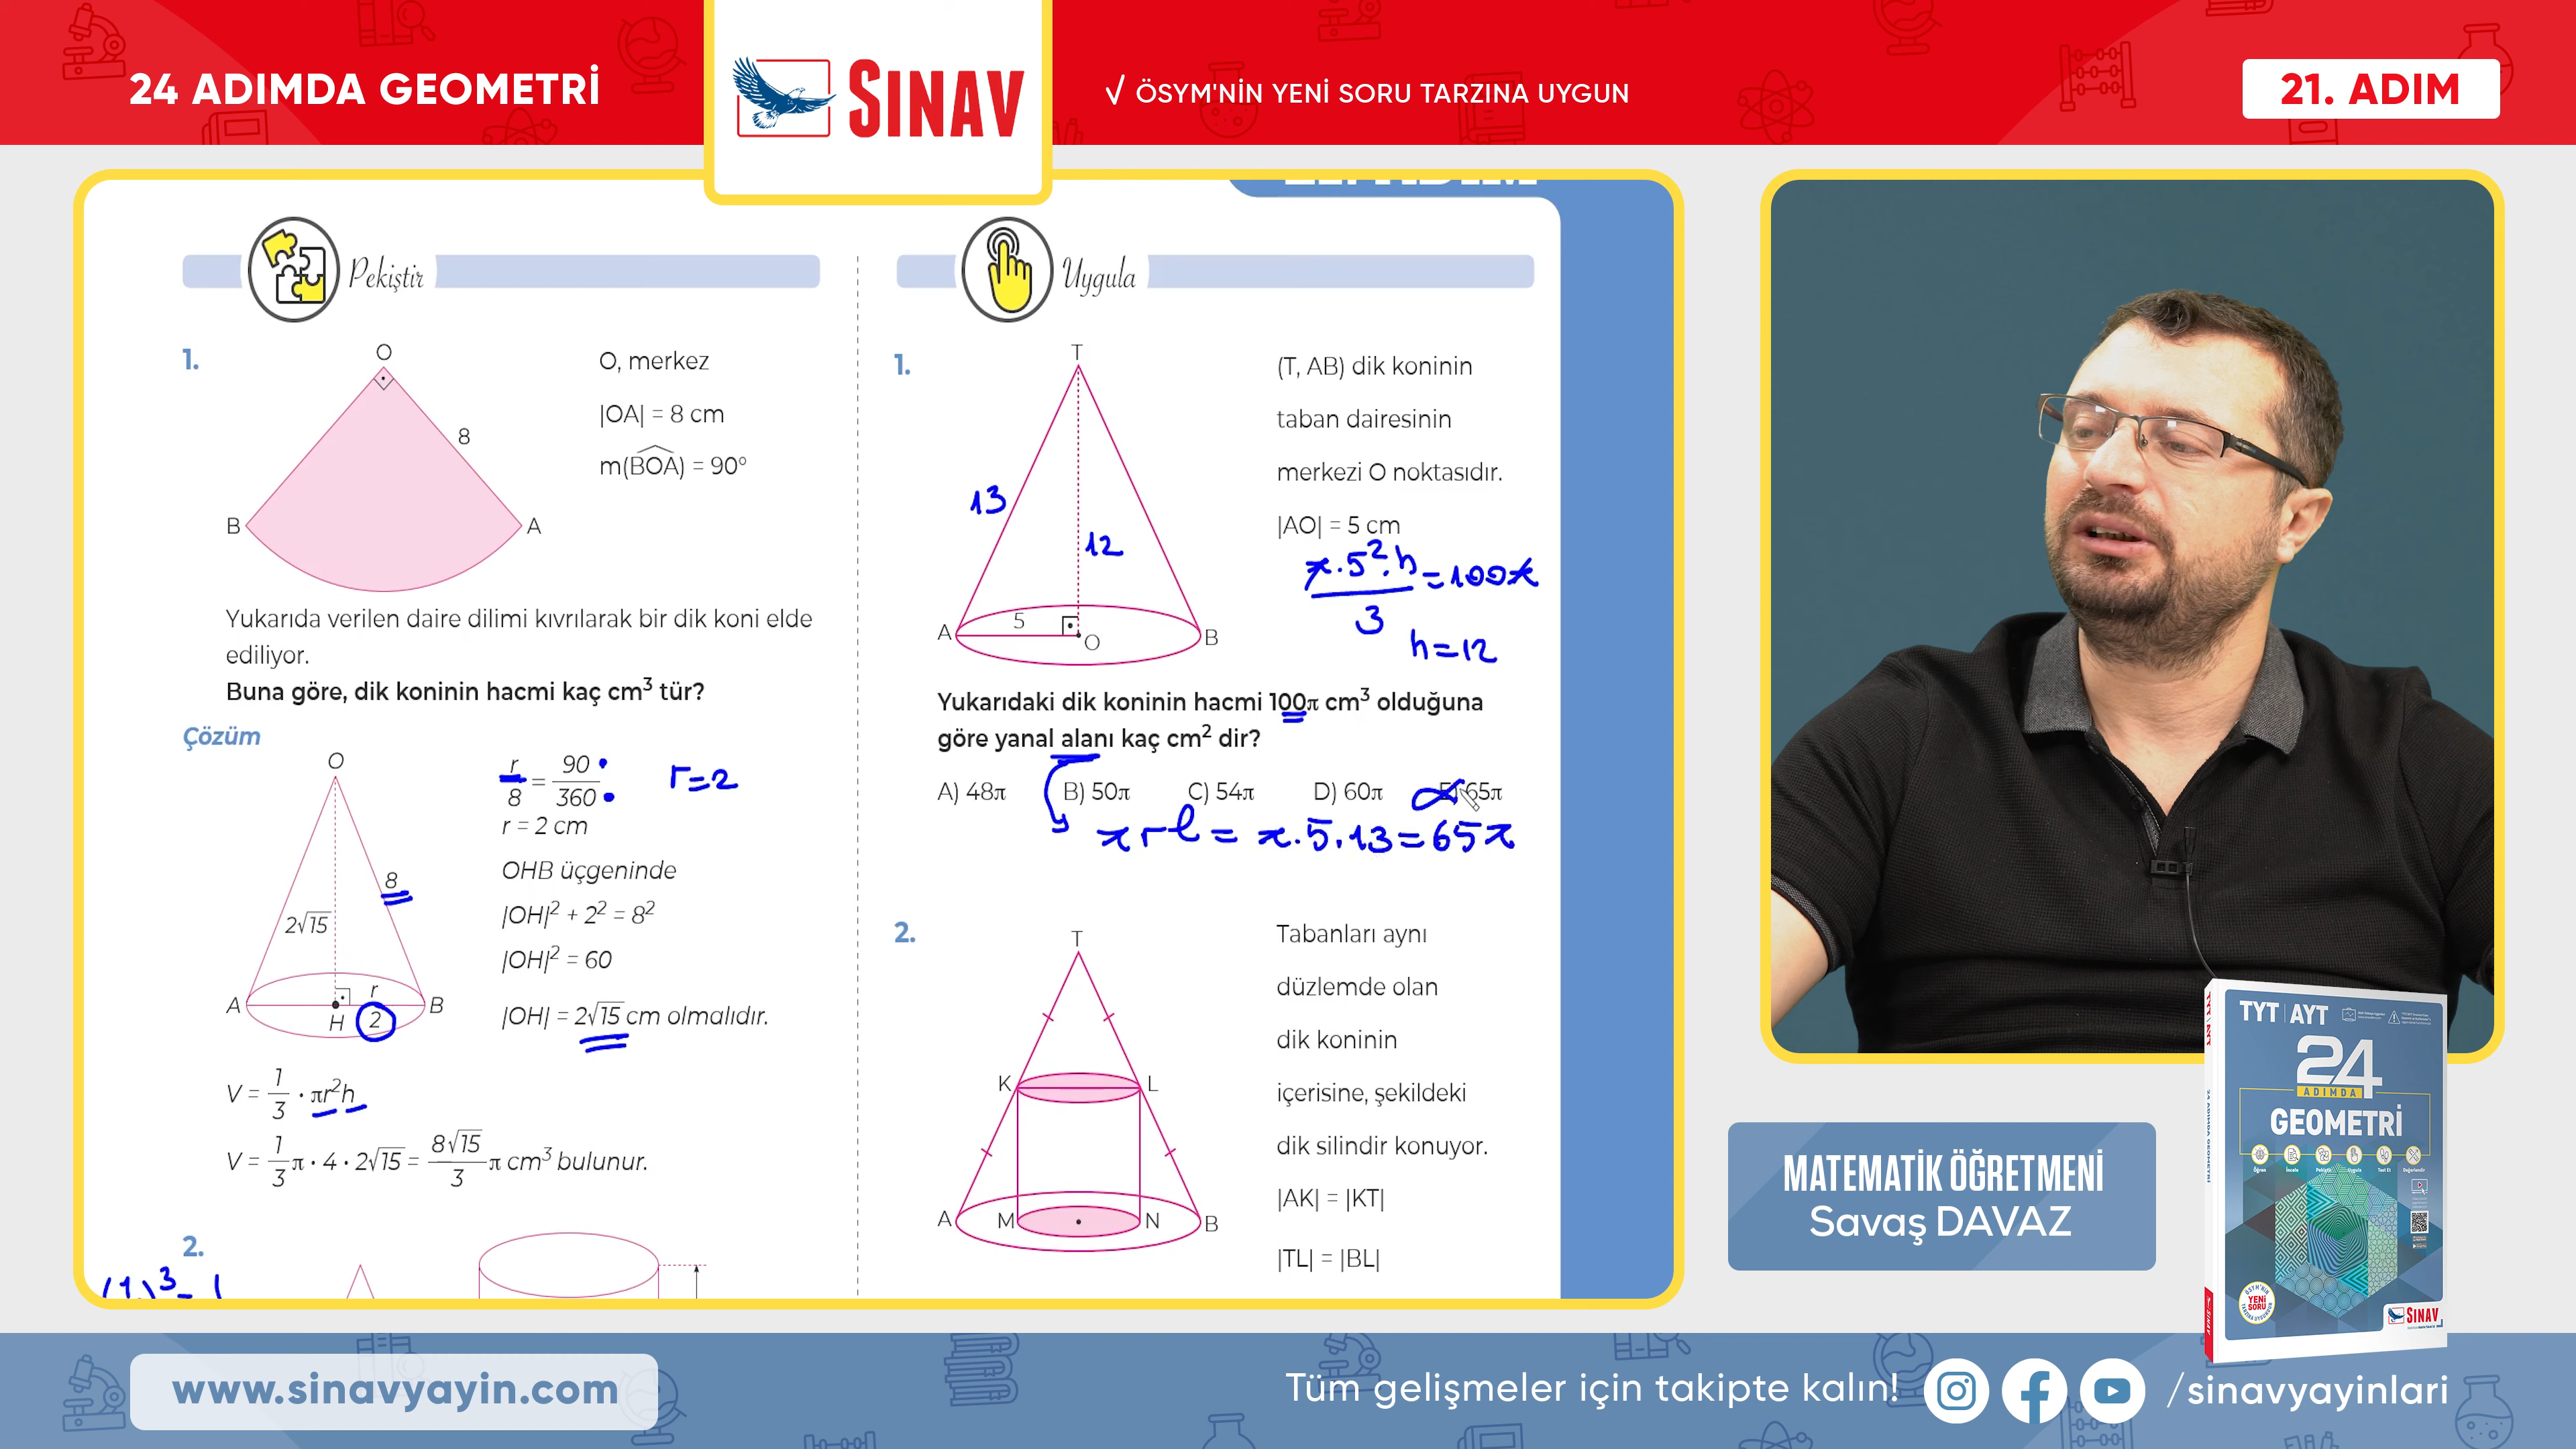 24 ADIMDA GEOMETRİ
SINAV
√ ÖSYM'NİN YENİ SORU TARZINA UYGUN
21. ADIM
Pekiştir
1.
O
8
B
A
O, merkez
|OA| = 8 cm
m(BOA) = 90°
Yukarıda verilen daire dilimi kıvrılarak bir dik koni elde
ediliyor.
Buna göre, dik koninin hacmi kaç cm³ tür?
Çözüm
O
8
2√15
A
H
r
2
B
r/8 = 90/360
r=2
r = 2 cm
OHB üçgeninde
|OH|² + 2² = 8²
|OH|² = 60
|OH| = 2√15 cm olmalıdır.
V = 1/3 · πr²h
V = 1/3 π · 4 · 2√15 = 8√15/3 π cm³ bulunur.
2.
Uygula
1.
T
13
12
5
A
O
B
(T, AB) dik koninin
taban dairesinin
merkezi O noktasıdır.
|AO| = 5 cm
π.5².h/3 = 100π
h=12
Yukarıdaki dik koninin hacmi 100π cm³ olduğuna
göre yanal alanı kaç cm² dir?
A) 48π B) 50π C) 54π D) 60π E) 65π
πrl = π.5.13 = 65π
2.
T
K
L
A
M
N
B
Tabanları aynı
düzlemde olan
dik koninin
içerisine, şekildeki
dik silindir konuyor.
|AK| = |KT|
|TL| = |BL|
MATEMATİK ÖĞRETMENİ
Savaş DAVAZ
TYT | AYT
24
ADIMDA
GEOMETRİ
YENİ
SORU
SINAV
www.sinavyayin.com
Tüm gelişmeler için takipte kalın!
/sinavyayinlari